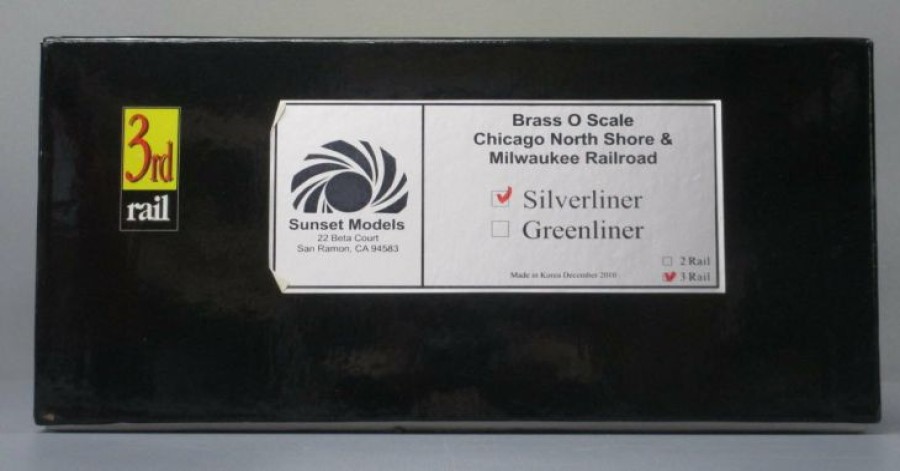 3rd
rail
Sunset Models
22 Beta Court
San Ramon, CA 94583
Brass O Scale
Chicago North Shore &
Milwaukee Railroad
Silverliner
Greenliner
2 Rail
3 Rail
Made in Korea December 2010